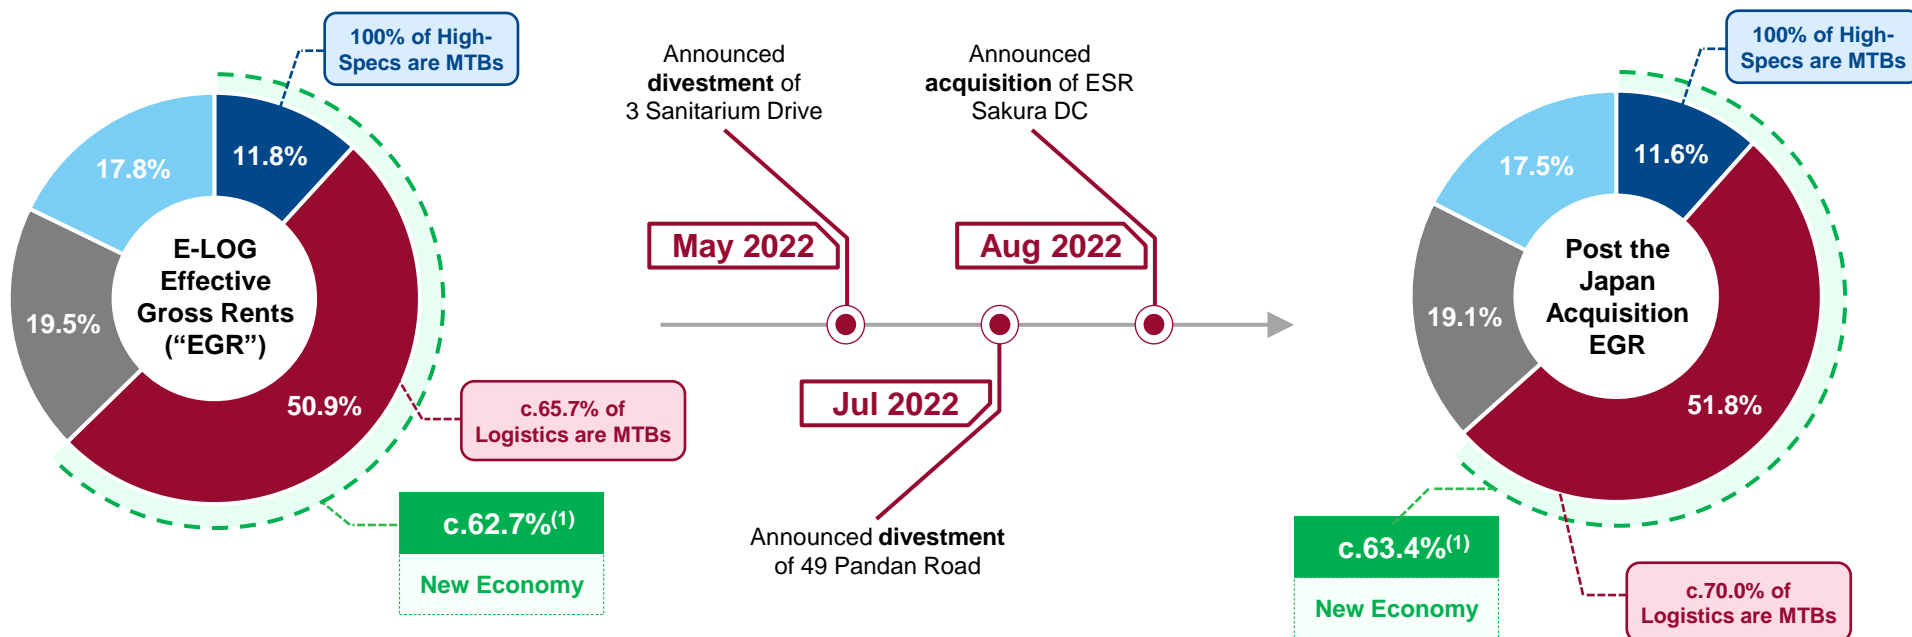 100% of High-
Specs are MTBs
17.8%
11.8%
19.5%
50.9%
E-LOG
Effective
Gross Rents
(“EGR”)
c.65.7% of
Logistics are MTBs
c.62.7%(1)
New Economy
Announced
divestment of
3 Sanitarium Drive
May 2022
Announced
acquisition of ESR
Sakura DC
Aug 2022
Jul 2022
Announced divestment
of 49 Pandan Road
100% of High-
Specs are MTBs
17.5%
11.6%
19.1%
51.8%
Post the
Japan
Acquisition
EGR
c.63.4%(1)
New Economy
c.70.0% of
Logistics are MTBs